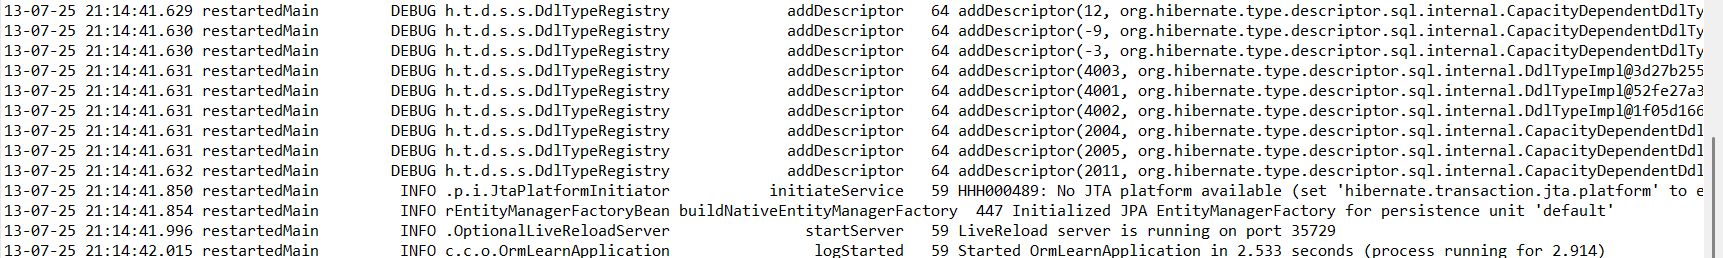 13-07-25 21:14:41.629 restartedMain DEBUG h.t.d.s.s.DdlTypeRegistry addDescriptor 64 addDescriptor(12, org.hibernate.type.descriptor.sql.internal.CapacityDependentDdlTy
13-07-25 21:14:41.630 restartedMain DEBUG h.t.d.s.s.DdlTypeRegistry addDescriptor 64 addDescriptor(-9, org.hibernate.type.descriptor.sql.internal.CapacityDependentDdlTy
13-07-25 21:14:41.630 restartedMain DEBUG h.t.d.s.s.DdlTypeRegistry addDescriptor 64 addDescriptor(-3, org.hibernate.type.descriptor.sql.internal.CapacityDependentDdlTy
13-07-25 21:14:41.631 restartedMain DEBUG h.t.d.s.s.DdlTypeRegistry addDescriptor 64 addDescriptor(4003, org.hibernate.type.descriptor.sql.internal.DdlTypeImpl@3d27b255
13-07-25 21:14:41.631 restartedMain DEBUG h.t.d.s.s.DdlTypeRegistry addDescriptor 64 addDescriptor(4001, org.hibernate.type.descriptor.sql.internal.DdlTypeImpl@52fe27a3
13-07-25 21:14:41.631 restartedMain DEBUG h.t.d.s.s.DdlTypeRegistry addDescriptor 64 addDescriptor(4002, org.hibernate.type.descriptor.sql.internal.DdlTypeImpl@1f05d166
13-07-25 21:14:41.631 restartedMain DEBUG h.t.d.s.s.DdlTypeRegistry addDescriptor 64 addDescriptor(2004, org.hibernate.type.descriptor.sql.internal.CapacityDependentDdl
13-07-25 21:14:41.631 restartedMain DEBUG h.t.d.s.s.DdlTypeRegistry addDescriptor 64 addDescriptor(2005, org.hibernate.type.descriptor.sql.internal.CapacityDependentDdl
13-07-25 21:14:41.632 restartedMain DEBUG h.t.d.s.s.DdlTypeRegistry addDescriptor 64 addDescriptor(2011, org.hibernate.type.descriptor.sql.internal.CapacityDependentDdl
13-07-25 21:14:41.850 restartedMain INFO .p.i.JtaPlatformInitiator initiateService 59 HHH000489: No JTA platform available (set 'hibernate.transaction.jta.platform' to e
13-07-25 21:14:41.854 restartedMain INFO rEntityManagerFactoryBean buildNativeEntityManagerFactory 447 Initialized JPA EntityManagerFactory for persistence unit 'default'
13-07-25 21:14:41.996 restartedMain INFO .OptionalLiveReloadServer startServer 59 LiveReload server is running on port 35729
13-07-25 21:14:42.015 restartedMain INFO c.c.o.OrmLearnApplication logStarted 59 Started OrmLearnApplication in 2.533 seconds (process running for 2.914)